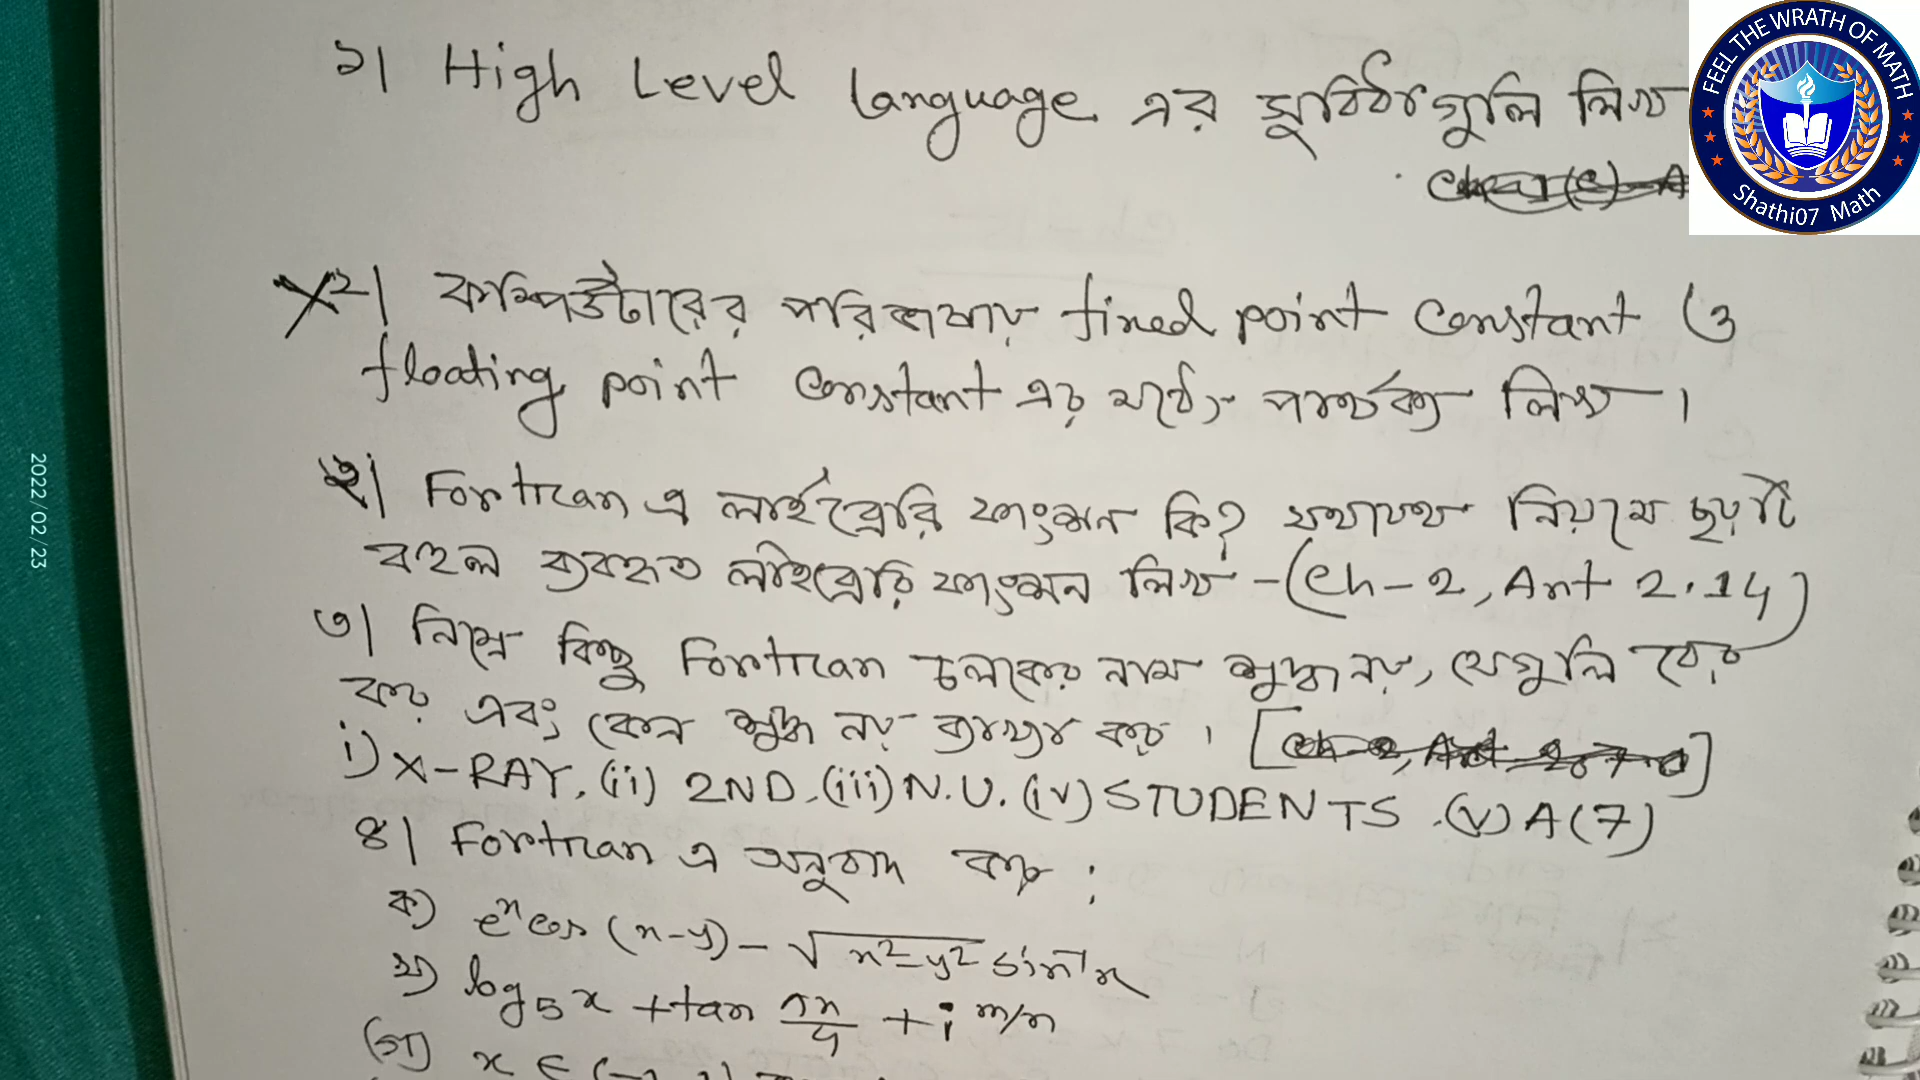 ১। High Level Language এর সুবিধাগুলি লিখ
FEEL THE WRATH OF MATH
Shathi07 Math
২। কম্পিউটারের পরিভাষায় fixed point constant ও
floating point constant এর মধ্যে পার্থক্য লিখ।
২। Fortran এ লাইব্রেরি ফাংশন কি? যথাযথ নিয়মে ছয়টি
বহুল ব্যবহৃত লাইব্রেরি ফাংশন লিখ - (Ch-2, Art 2.14)
৩। নিম্নে কিছু Fortran চলকের নাম শুদ্ধ নয়, সেগুলি বের
কর এবং কেন শুদ্ধ নয় ব্যাখ্যা কর।
i) X-RAY, (ii) 2ND, (iii) N.U. (iv) STUDENTS. (v) A(7)
৪। Fortran এ অনুবাদ কর:
ক) eˣcos(x-y) - √x²-y² sin⁻¹x
খ) log₅x + tan πx/4 + i m/n
(গ) x ∈
2022/02/23